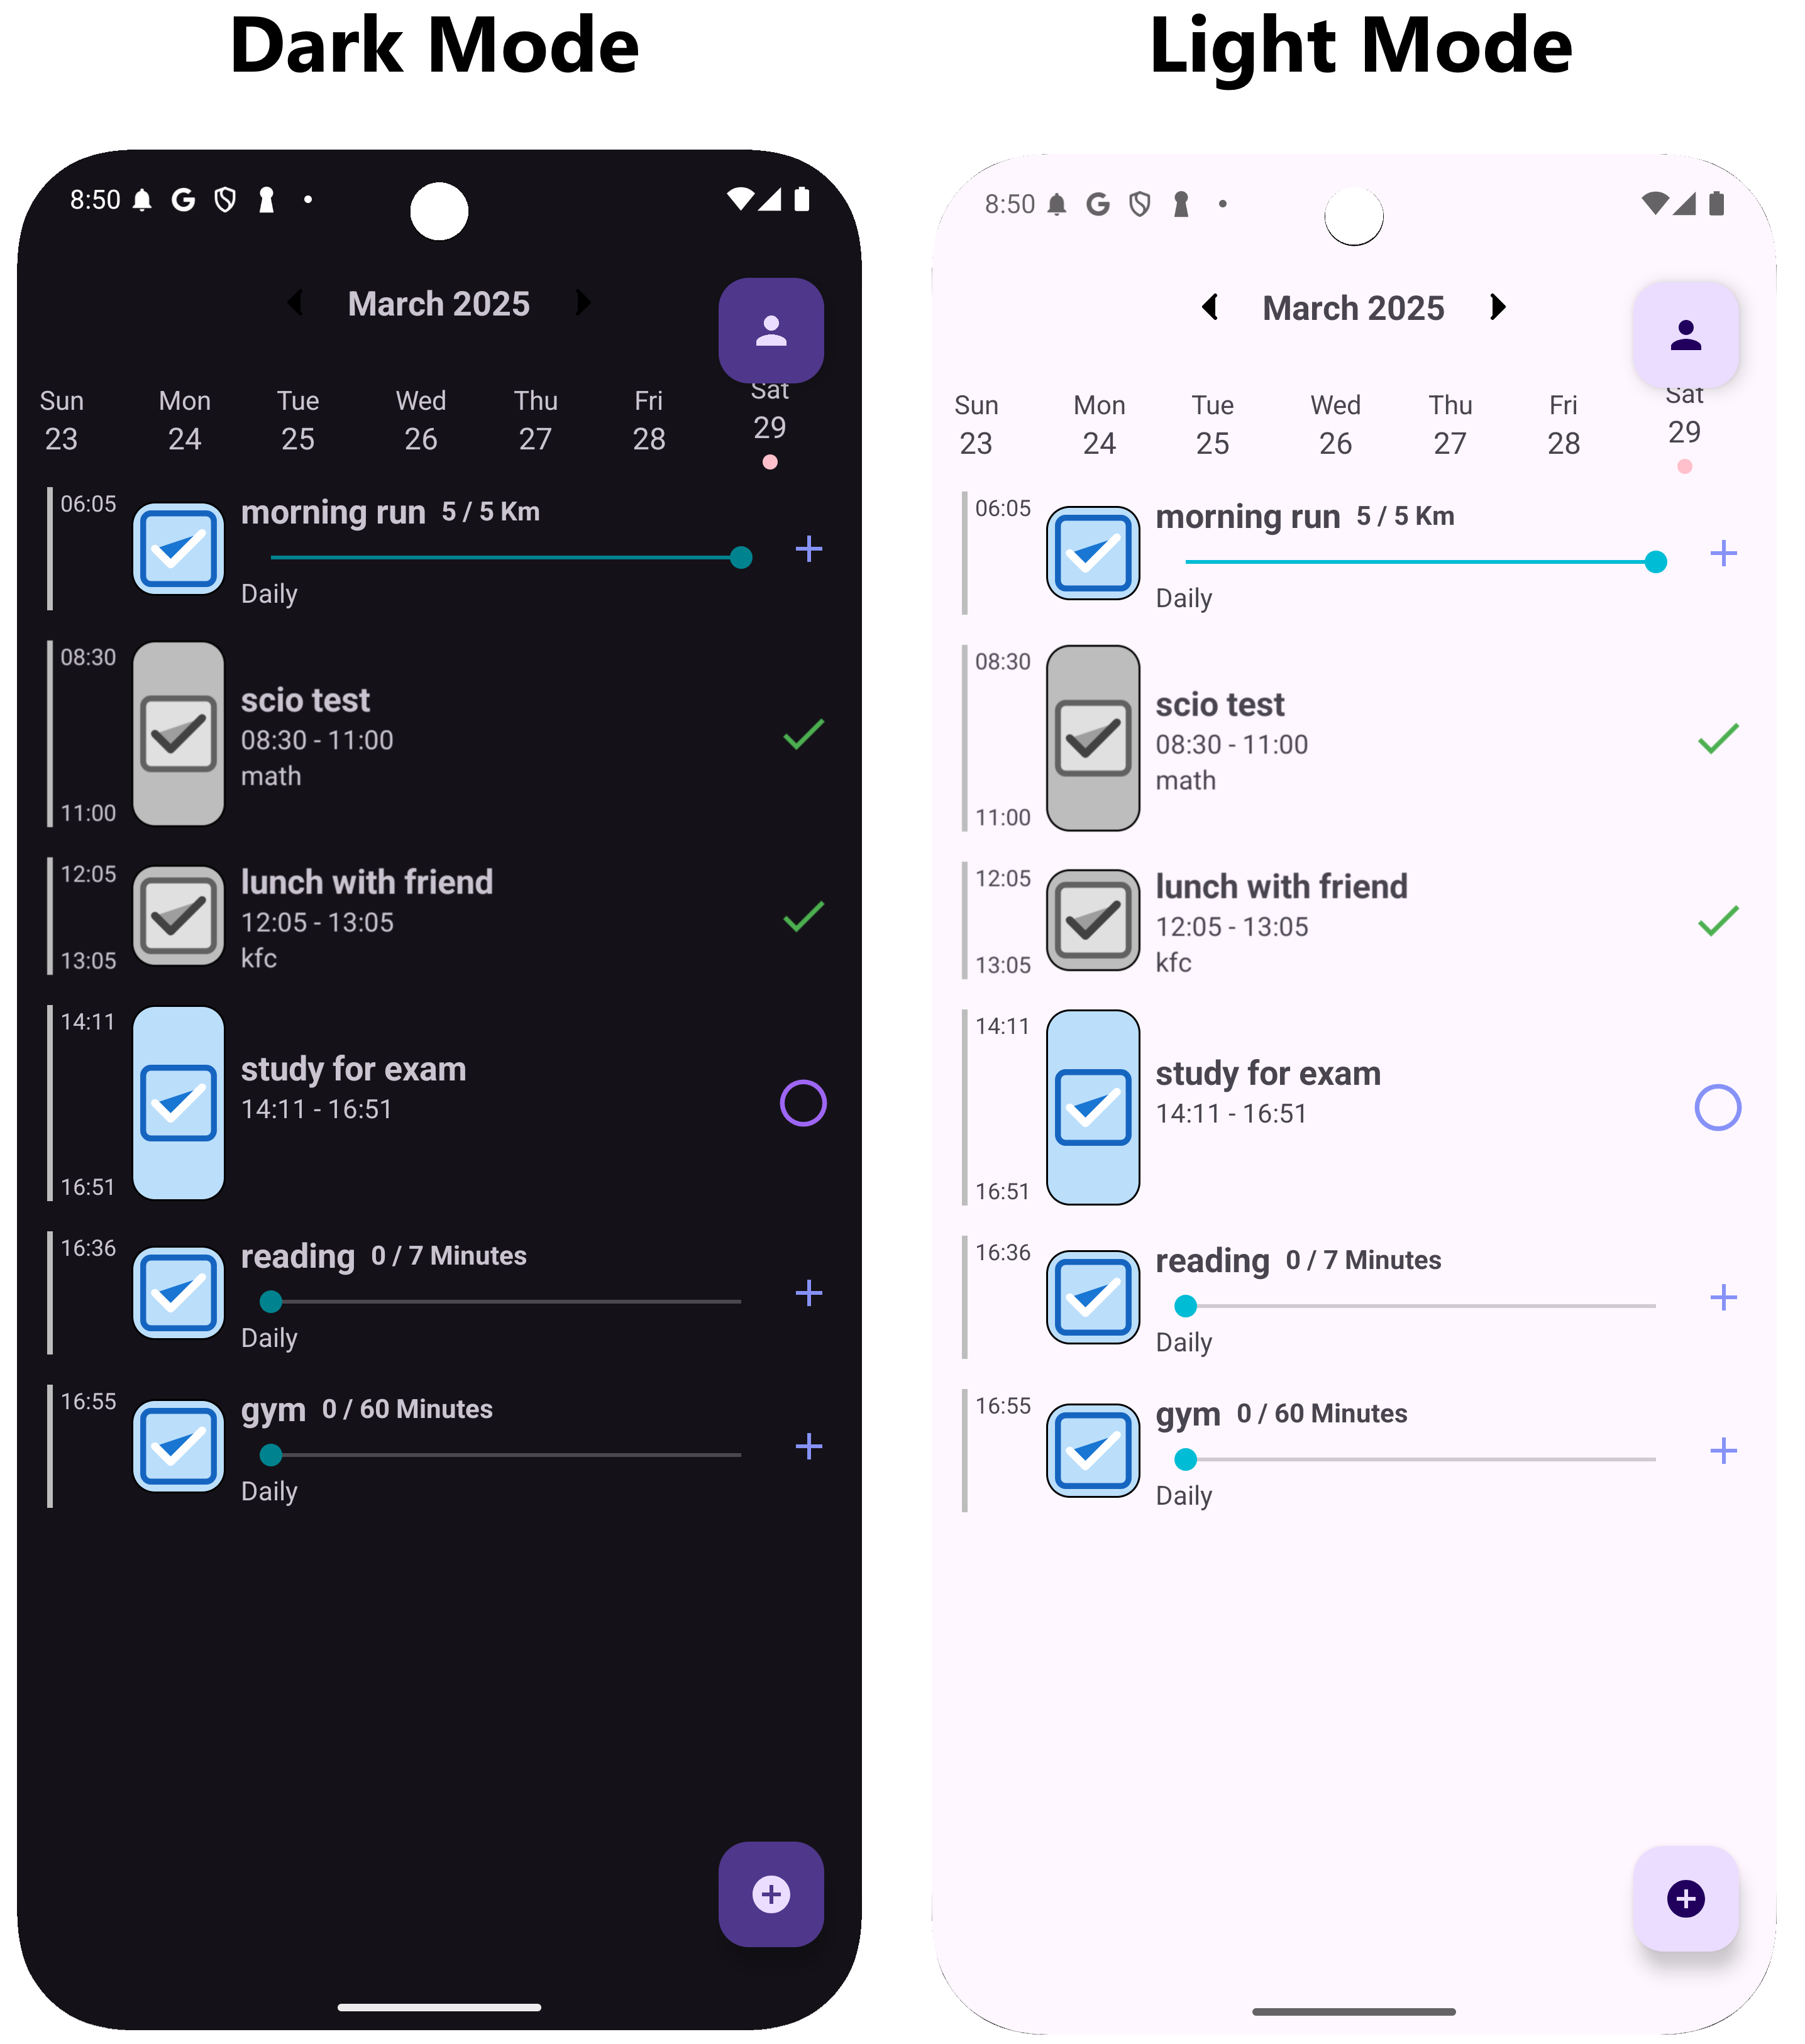 Dark Mode
8:50
March 2025
Sun Mon Tue Wed Thu Fri Sat
23 24 25 26 27 28 29
06:05
morning run 5 / 5 Km
Daily
08:30
scio test
08:30 - 11:00
math
11:00
12:05
lunch with friend
12:05 - 13:05
kfc
13:05
14:11
study for exam
14:11 - 16:51
16:51
16:36
reading 0 / 7 Minutes
Daily
16:55
gym 0 / 60 Minutes
Daily
Light Mode
8:50
March 2025
Sun Mon Tue Wed Thu Fri Sat
23 24 25 26 27 28 29
06:05
morning run 5 / 5 Km
Daily
08:30
scio test
08:30 - 11:00
math
11:00
12:05
lunch with friend
12:05 - 13:05
kfc
13:05
14:11
study for exam
14:11 - 16:51
16:51
16:36
reading 0 / 7 Minutes
Daily
16:55
gym 0 / 60 Minutes
Daily